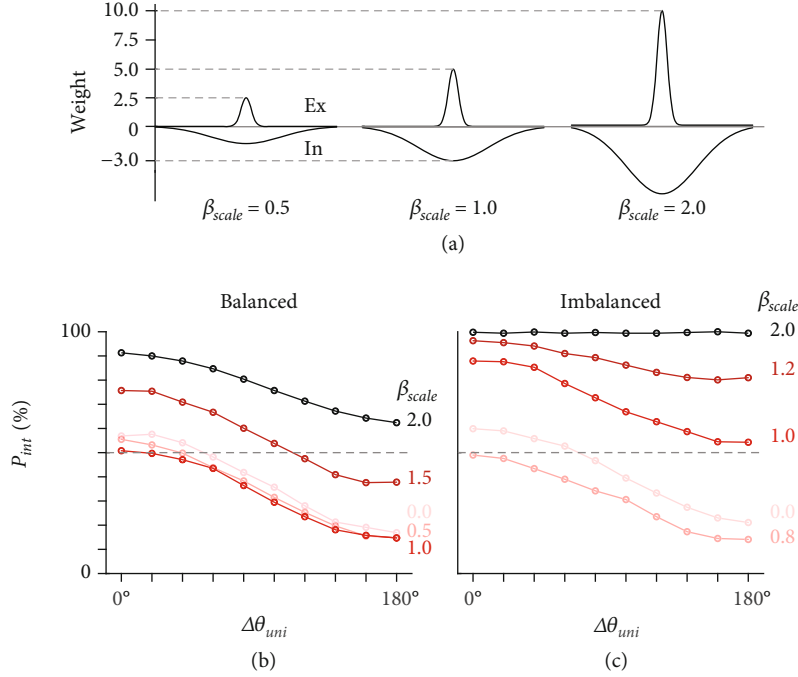 10.0
7.5
5.0
2.5
0
−3.0
Weight
Ex
In
βscale = 0.5
βscale = 1.0
βscale = 2.0
(a)
Balanced
100
0
Pint (%)
βscale
2.0
1.5
0.0
0.5
1.0
0°
180°
Δθuni
(b)
Imbalanced
βscale
2.0
1.2
1.0
0.0
0.8
0°
180°
Δθuni
(c)